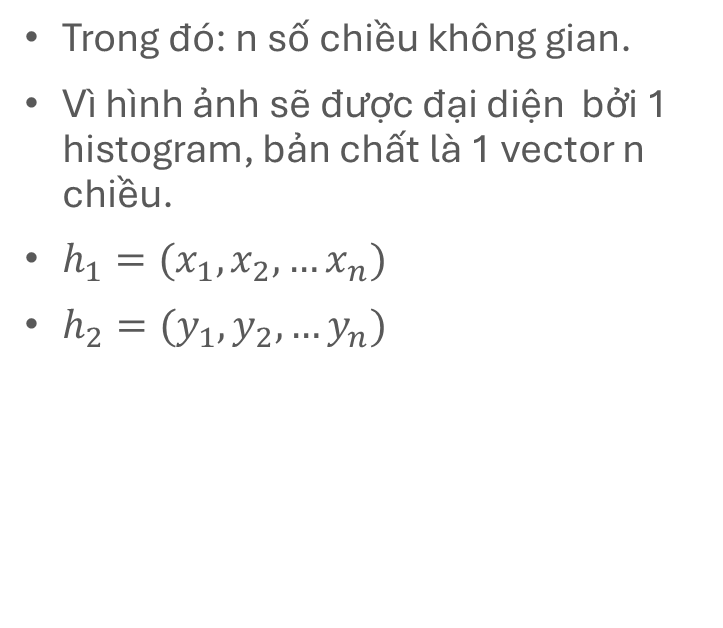 • Trong đó: n số chiều không gian.
• Vì hình ảnh sẽ được đại diện  bởi 1
histogram, bản chất là 1 vector n
chiều.
• ℎ₁ = (𝑥₁, 𝑥₂, … 𝑥ₙ)
• ℎ₂ = (𝑦₁, 𝑦₂, … 𝑦ₙ)